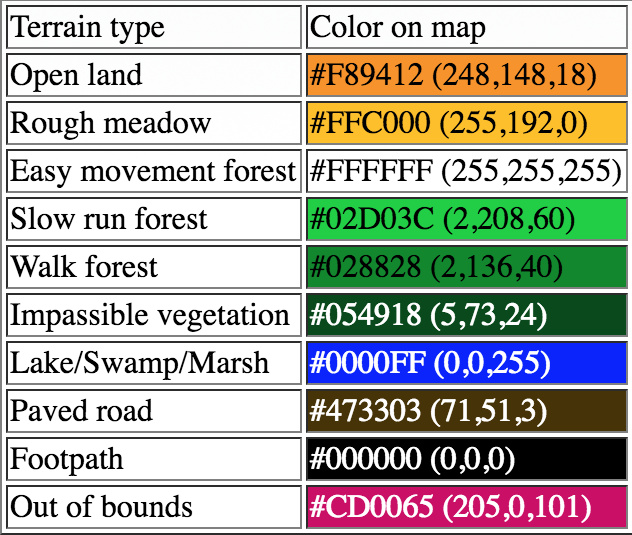 Terrain type Color on map
Open land #F89412 (248,148,18)
Rough meadow #FFC000 (255,192,0)
Easy movement forest #FFFFFF (255,255,255)
Slow run forest #02D03C (2,208,60)
Walk forest #028828 (2,136,40)
Impassible vegetation #054918 (5,73,24)
Lake/Swamp/Marsh #0000FF (0,0,255)
Paved road #473303 (71,51,3)
Footpath #000000 (0,0,0)
Out of bounds #CD0065 (205,0,101)